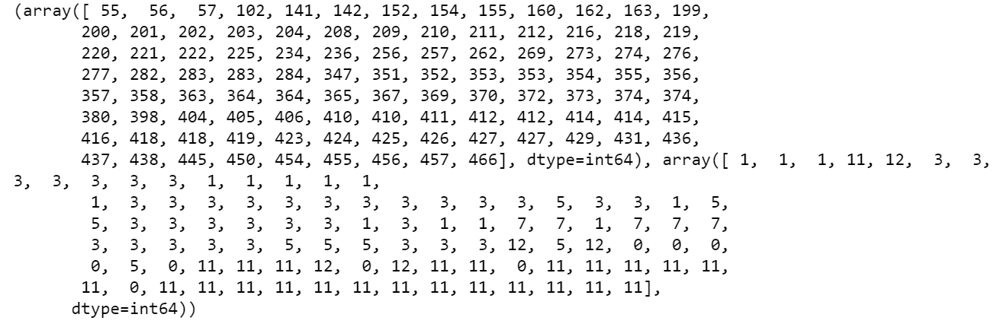 (array([ 55,  56,  57, 102, 141, 142, 152, 154, 155, 160, 162, 163, 199,
200, 201, 202, 203, 204, 208, 209, 210, 211, 212, 216, 218, 219,
220, 221, 222, 225, 234, 236, 256, 257, 262, 269, 273, 274, 276,
277, 282, 283, 283, 284, 347, 351, 352, 353, 353, 354, 355, 356,
357, 358, 363, 364, 364, 365, 367, 369, 370, 372, 373, 374, 374,
380, 398, 404, 405, 406, 410, 410, 411, 412, 412, 414, 414, 415,
416, 418, 418, 419, 423, 424, 425, 426, 427, 427, 429, 431, 436,
437, 438, 445, 450, 454, 455, 456, 457, 466], dtype=int64), array([ 1,  1,  1, 11, 12,  3,  3,
3,  3,  3,  3,  3,  1,  1,  1,  1,  1,
1,  3,  3,  3,  3,  3,  3,  3,  3,  3,  3,  3,  5,  3,  3,  1,  5,
5,  3,  3,  3,  3,  3,  3,  1,  3,  1,  1,  7,  7,  1,  7,  7,  7,
3,  3,  3,  3,  3,  5,  5,  5,  3,  3,  3, 12,  5, 12,  0,  0,  0,
0,  5,  0, 11, 11, 11, 12,  0, 12, 11, 11,  0, 11, 11, 11, 11, 11,
11,  0, 11, 11, 11, 11, 11, 11, 11, 11, 11, 11, 11, 11, 11],
dtype=int64))